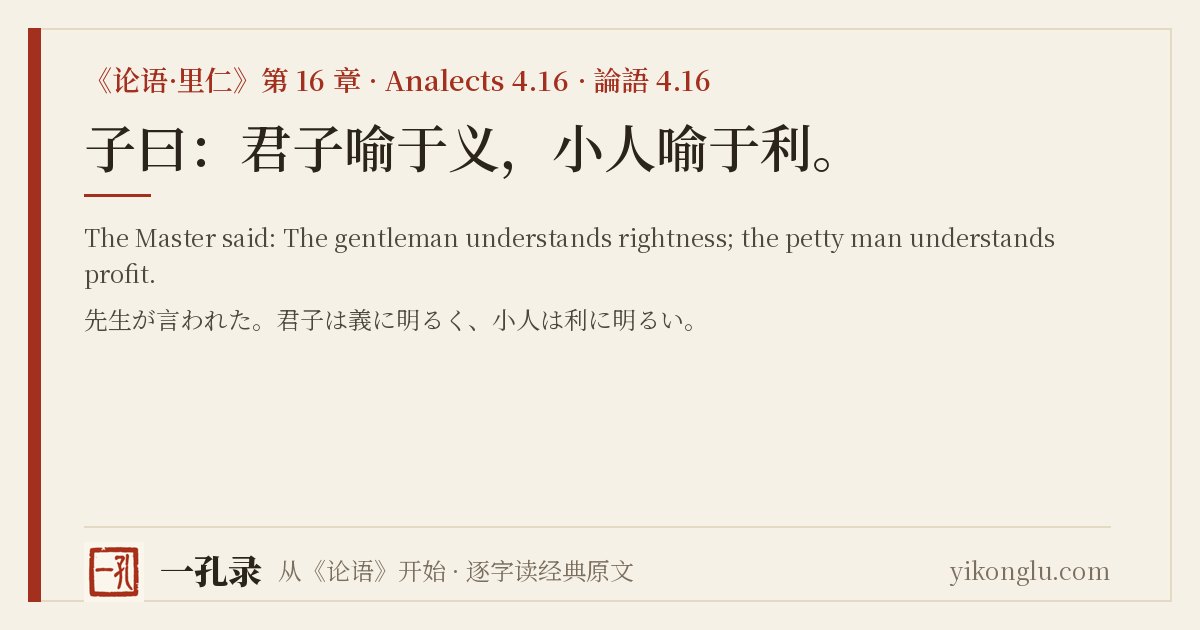 《论语·里仁》第 16 章 · Analects 4.16 · 論語 4.16
子曰：君子喻于义，小人喻于利。
The Master said: The gentleman understands rightness; the petty man understands
profit.
先生が言われた。君子は義に明るく、小人は利に明るい。
一孔
一孔录 从《论语》开始 · 逐字读经典原文 yikonglu.com